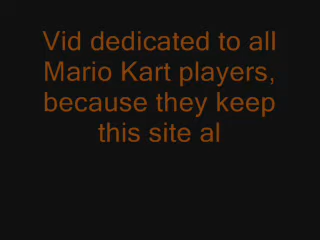 Vid dedicated to all
Mario Kart players,
because they keep
this site al